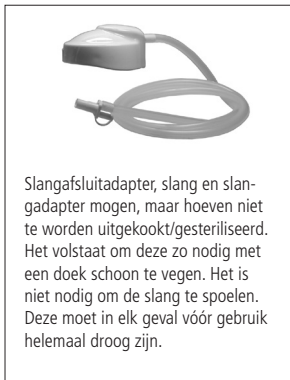 Slangafsluitadapter, slang en slan-
gadapter mogen, maar hoeven niet
te worden uitgekookt/gesteriliseerd.
Het volstaat om deze zo nodig met
een doek schoon te vegen. Het is
niet nodig om de slang te spoelen.
Deze moet in elk geval vóór gebruik
helemaal droog zijn.